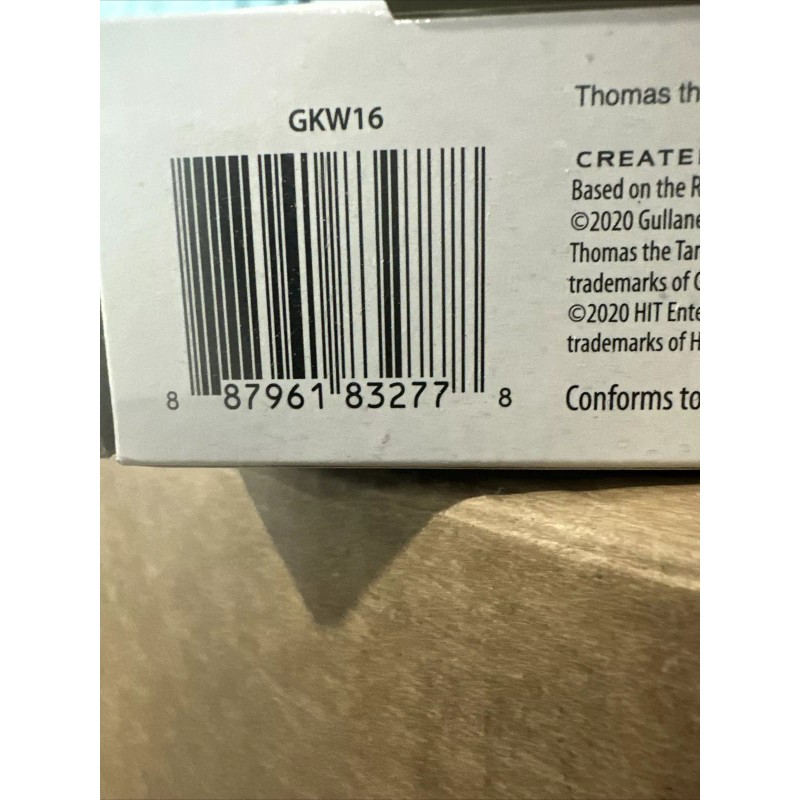 GKW16
8 87961 83277 8
Thomas th
CREATE
Based on the R
©2020 Gullane
Thomas the Tan
trademarks of G
©2020 HIT Ente
trademarks of H
Conforms to